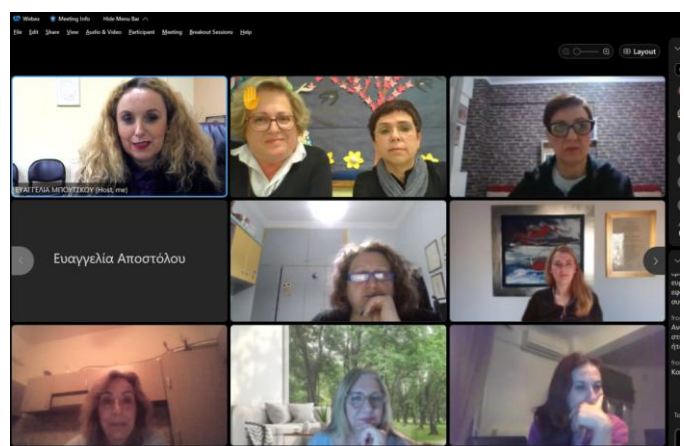 Webex Meeting Info Hide Menu Bar
File Edit Share View Audio & Video Participant Meeting Breakout Sessions Help
Layout
ΕΥΑΓΓΕΛΙΑ ΜΠΟΥΤΣΚΟΥ (Host, me)
Ευαγγελία Αποστόλου